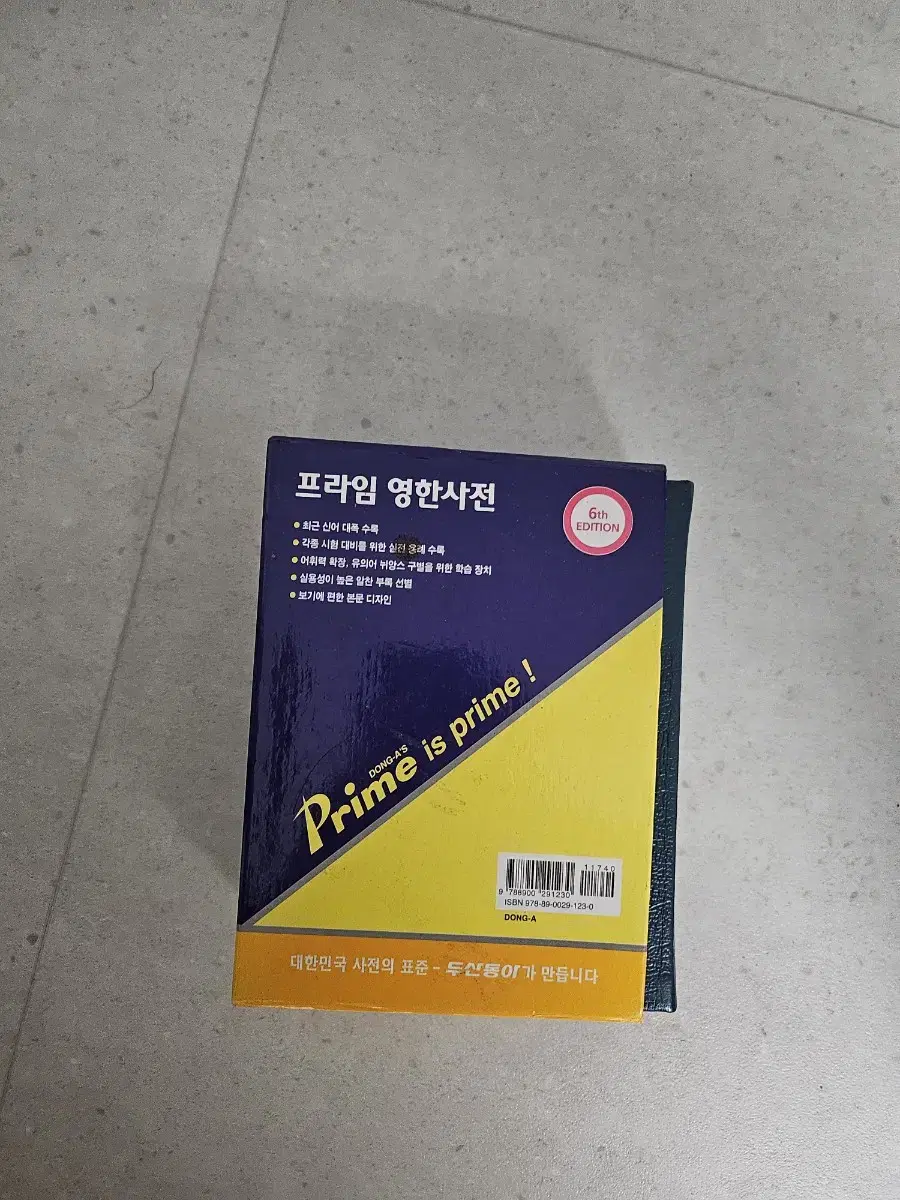 프라임 영한사전
6th
EDITION
• 최근 신어 대폭 수록
• 각종 시험 대비를 위한 실전 용례 수록
• 어휘력 확장, 유의어 뉘앙스 구별을 위한 학습 장치
• 실용성이 높은 알찬 부록 선별
• 보기에 편한 본문 디자인
DONG-A'S
Prime is prime !
11740
9 788900 291230
ISBN 978-89-0029-123-0
DONG-A
대한민국 사전의 표준 - 두산동아가 만듭니다